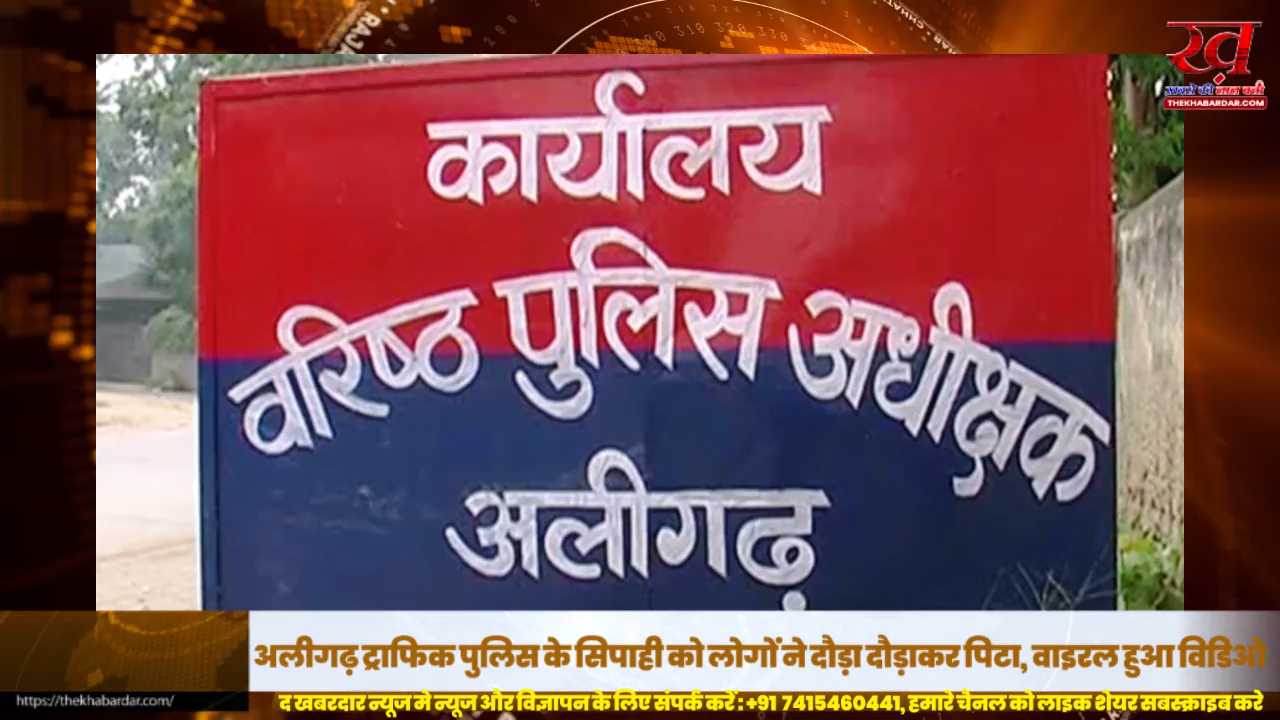 ख़
खबरों की लाल स्याही
THEKHABARDAR.COM
कार्यालय
वरिष्ठ पुलिस अधीक्षक
अलीगढ़
अलीगढ़ ट्राफिक पुलिस के सिपाही को लोगों ने दौड़ा दौड़ाकर पिटा, वाइरल हुआ विडिओ
https://thekhabardar.com/
द खबरदार न्यूज मे न्यूज और विज्ञापन के लिए संपर्क करें : +91 7415460441, हमारे चेनल को लाइक शेयर सबस्क्राइब करे